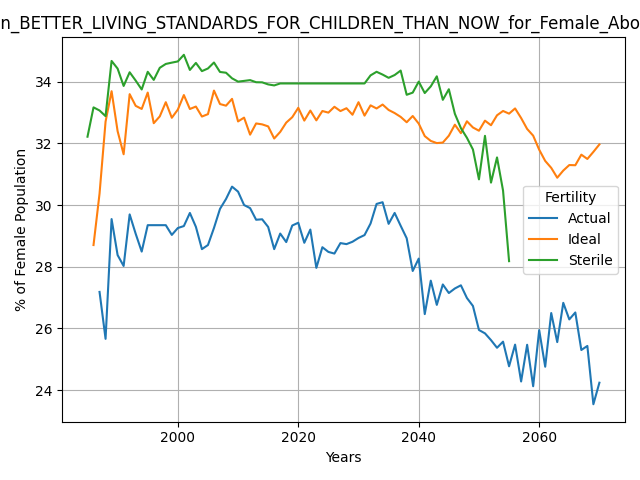 n_BETTER_LIVING_STANDARDS_FOR_CHILDREN_THAN_NOW_for_Female_Abo
34
32
30
28
26
24
% of Female Population
Fertility
Actual
Ideal
Sterile
2000
2020
2040
2060
Years